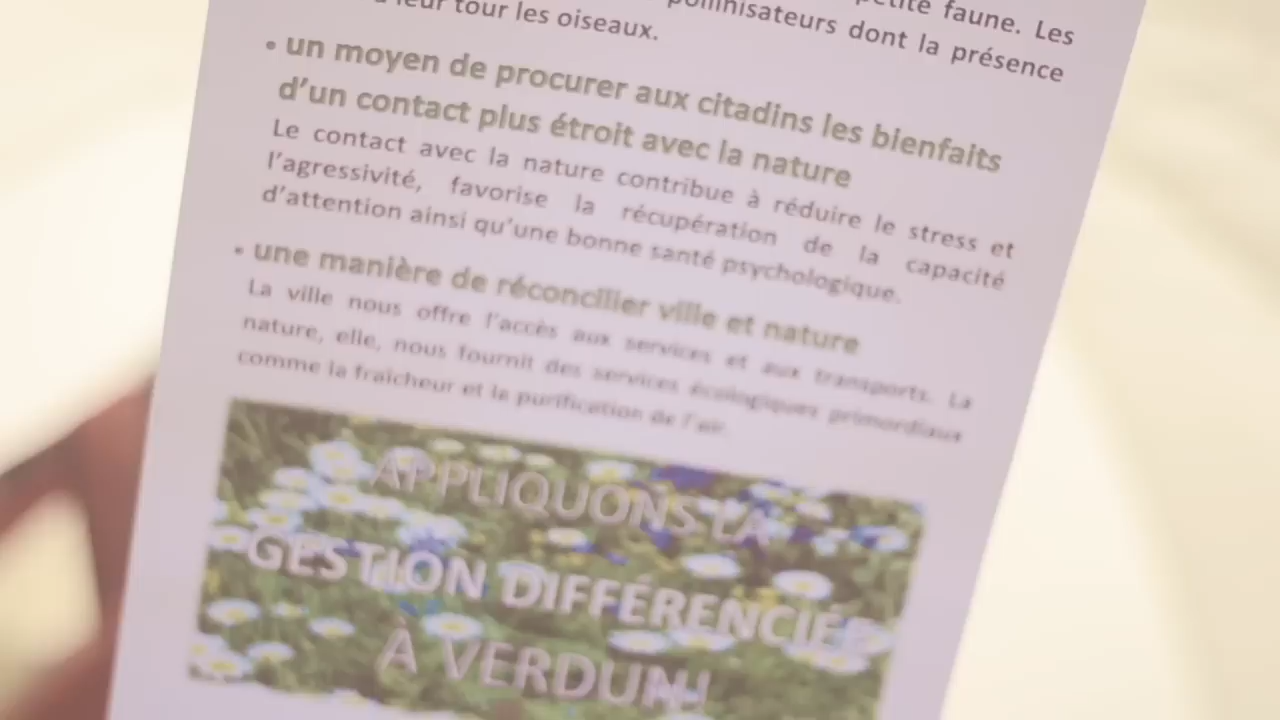 petite faune. Les
pollinisateurs dont la présence
leur tour les oiseaux.
• un moyen de procurer aux citadins les bienfaits
d’un contact plus étroit avec la nature
Le contact avec la nature contribue à réduire le stress et
l’agressivité, favorise la récupération de la capacité
d’attention ainsi qu’une bonne santé psychologique.
• une manière de réconcilier ville et nature
La ville nous offre l’accès aux services et aux transports. La
nature, elle, nous fournit des services écologiques primordiaux
comme la fraîcheur et la purification de l’air.
APPLIQUONS LA
GESTION DIFFÉRENCIÉE
À VERDUN!